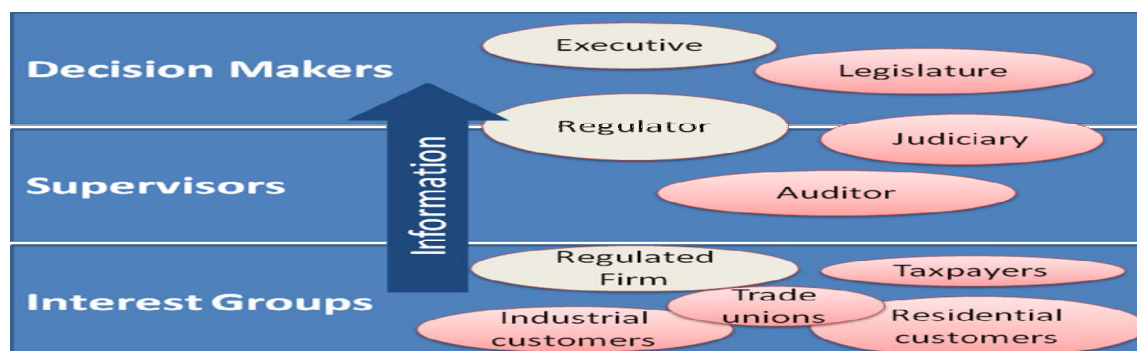 Executive
Decision Makers
Legislature
Regulator
Judiciary
Supervisors
Auditor
Information
Regulated
Firm
Taxpayers
Interest Groups
Trade
unions
Industrial
customers
Residential
customers